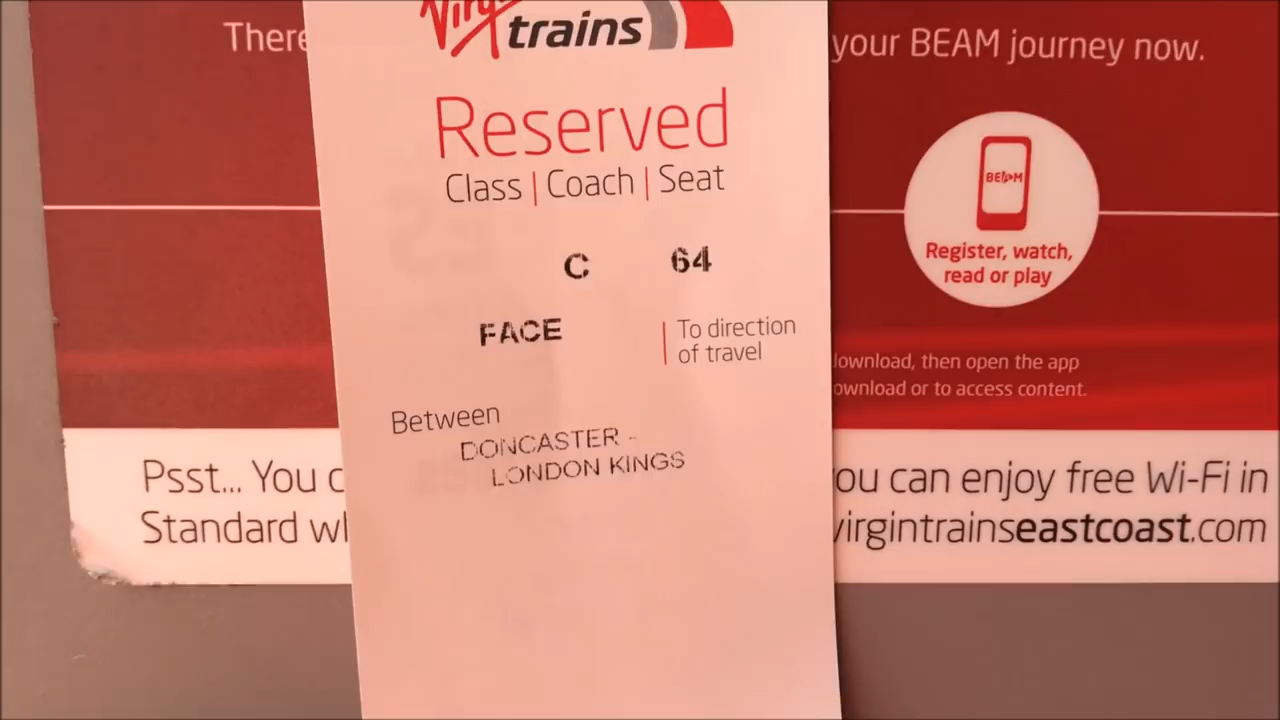 Virgin
trains
Reserved
Class | Coach | Seat
C 64
FACE
To direction
of travel
Between
DONCASTER -
LONDON KINGS
There
your BEAM journey now.
BEAM
Register, watch,
read or play
download, then open the app
ownload or to access content.
Psst... You c
Standard wh
ou can enjoy free Wi-Fi in
virgintrainseastcoast.com